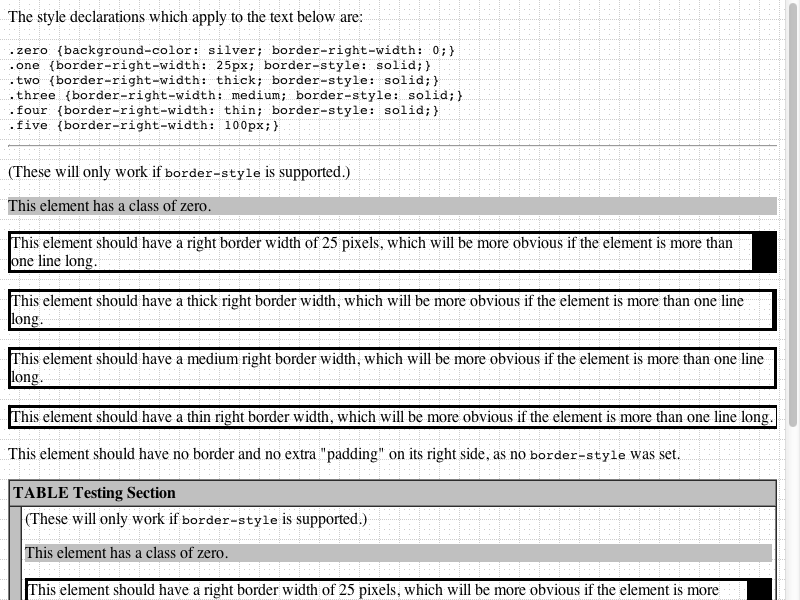 The style declarations which apply to the text below are:
.zero {background-color: silver; border-right-width: 0;}
.one {border-right-width: 25px; border-style: solid;}
.two {border-right-width: thick; border-style: solid;}
.three {border-right-width: medium; border-style: solid;}
.four {border-right-width: thin; border-style: solid;}
.five {border-right-width: 100px;}
(These will only work if border-style is supported.)
This element has a class of zero.
This element should have a right border width of 25 pixels, which will be more obvious if the element is more than
one line long.
This element should have a thick right border width, which will be more obvious if the element is more than one line
long.
This element should have a medium right border width, which will be more obvious if the element is more than one line
long.
This element should have a thin right border width, which will be more obvious if the element is more than one line long.
This element should have no border and no extra "padding" on its right side, as no border-style was set.
TABLE Testing Section
(These will only work if border-style is supported.)
This element has a class of zero.
This element should have a right border width of 25 pixels, which will be more obvious if the element is more